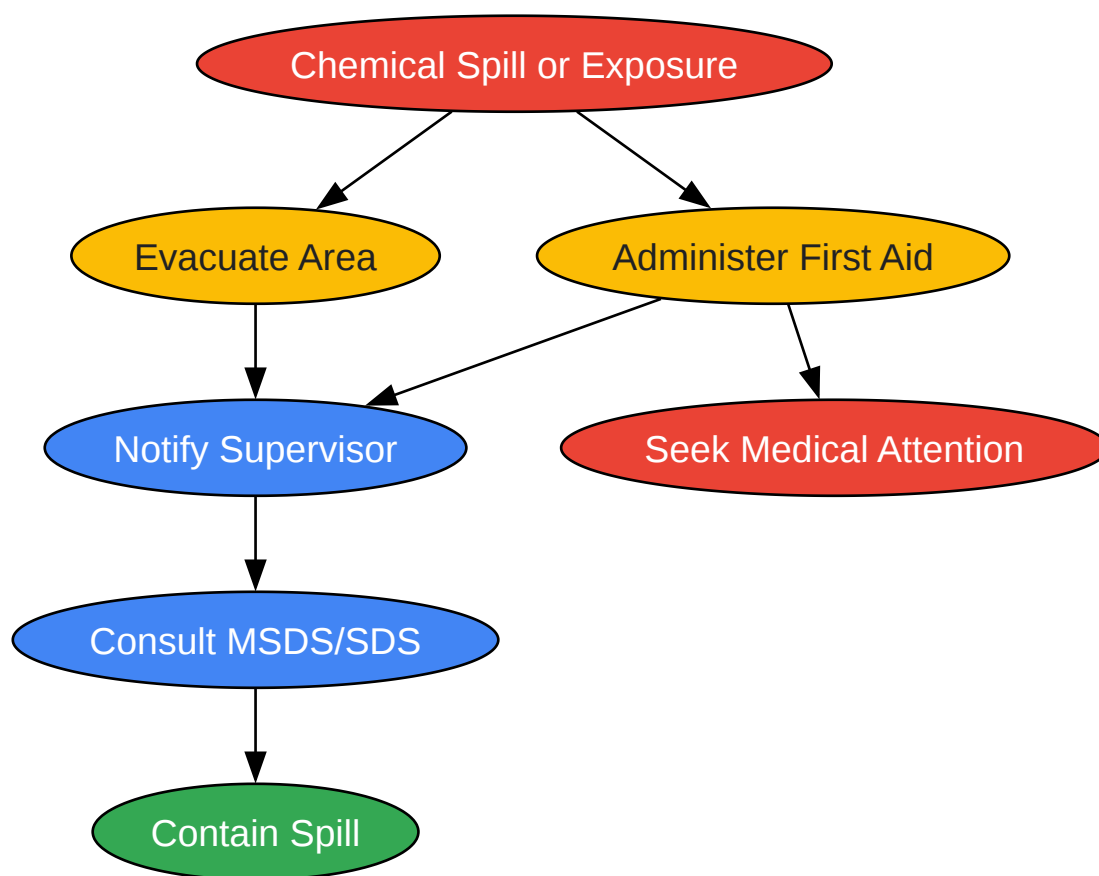 Chemical Spill or Exposure
Evacuate Area
Administer First Aid
Notify Supervisor
Seek Medical Attention
Consult MSDS/SDS
Contain Spill